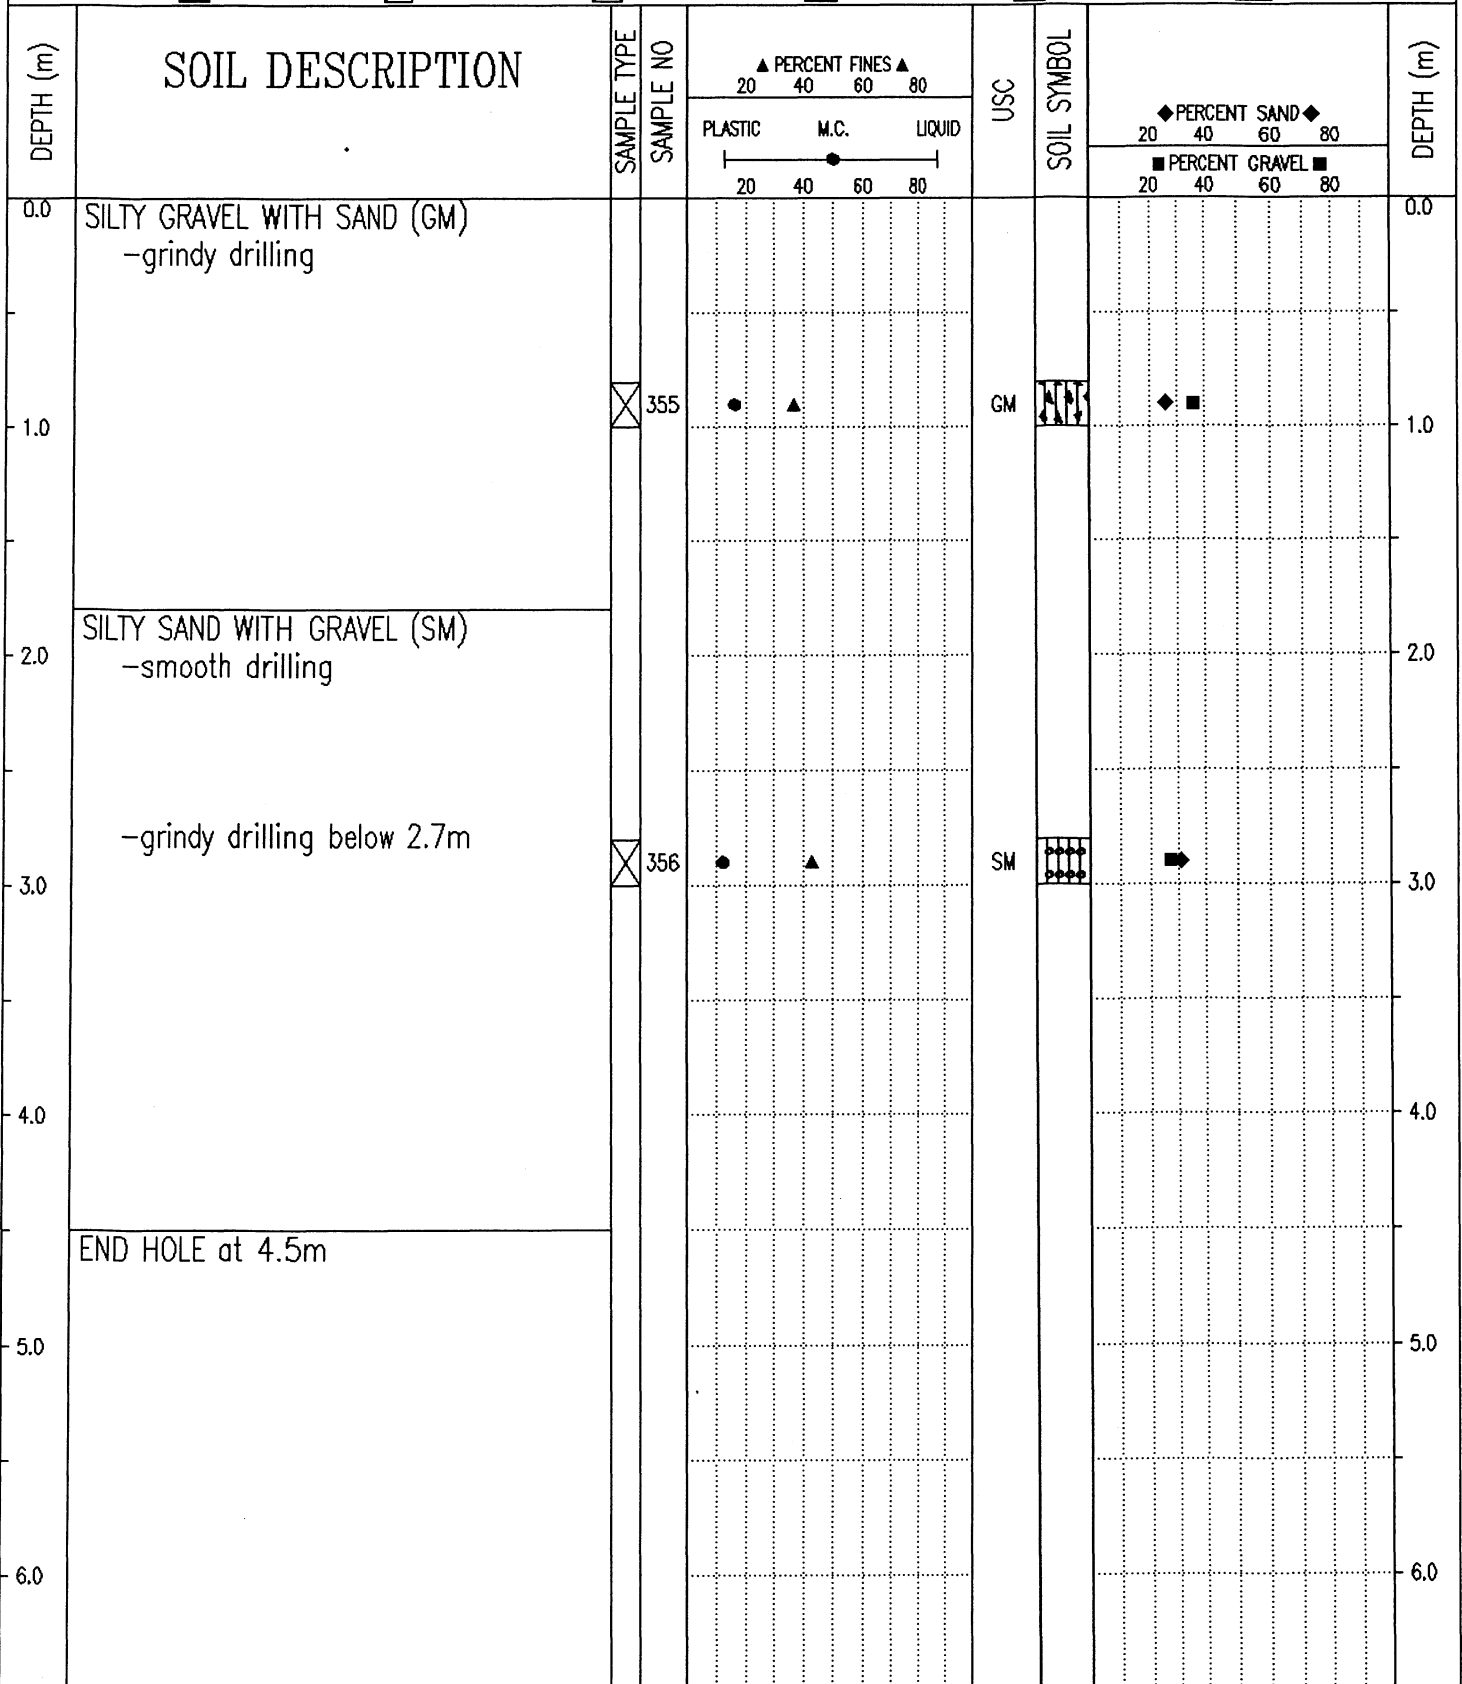 DEPTH (m)
SOIL DESCRIPTION
SAMPLE TYPE
SAMPLE NO
▲ PERCENT FINES ▲
20 40 60 80
PLASTIC M.C. LIQUID
20 40 60 80
USC
SOIL SYMBOL
◆PERCENT SAND◆
20 40 60 80
■PERCENT GRAVEL■
20 40 60 80
DEPTH (m)
0.0 SILTY GRAVEL WITH SAND (GM) 0.0
-grindy drilling
355 GM
1.0 1.0
SILTY SAND WITH GRAVEL (SM)
2.0 -smooth drilling 2.0
-grindy drilling below 2.7m
356 SM
3.0 3.0
4.0 4.0
END HOLE at 4.5m
5.0 5.0
6.0 6.0